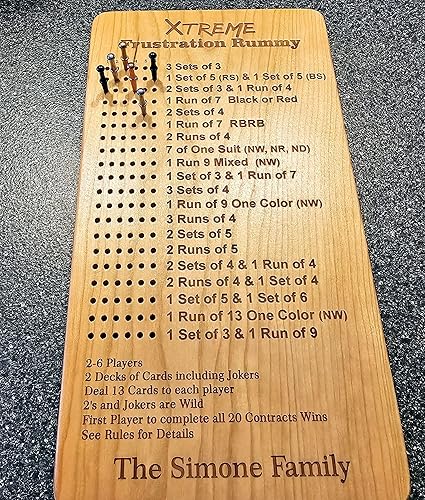 XTREME
Frustration Rummy
3 Sets of 3
1 Set of 5 (RS) & 1 Set of 5 (BS)
2 Sets of 3 & 1 Run of 4
1 Run of 7 Black or Red
2 Sets of 4
1 Run of 7 RBRB
2 Runs of 4
7 of One Suit (NW, NR, ND)
1 Run 9 Mixed (NW)
1 Set of 3 & 1 Run of 7
3 Sets of 4
1 Run of 9 One Color (NW)
3 Runs of 4
2 Sets of 5
2 Runs of 5
2 Sets of 4 & 1 Run of 4
2 Runs of 4 & 1 Set of 4
1 Set of 5 & 1 Set of 6
1 Run of 13 One Color (NW)
1 Set of 3 & 1 Run of 9
2-6 Players
2 Decks of Cards including Jokers
Deal 13 Cards to each player
2's and Jokers are Wild
First Player to complete all 20 Contracts Wins
See Rules for Details
The Simone Family